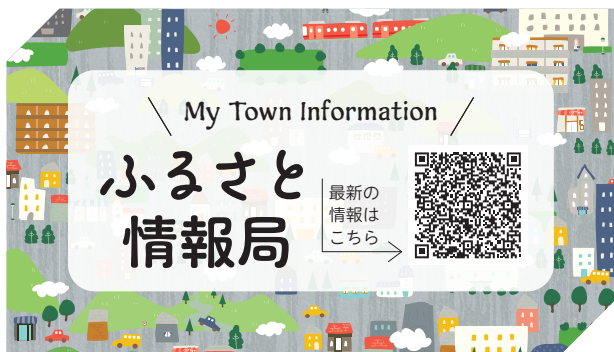 My Town Information
ふるさと
情報局
最新の
情報は
こちら